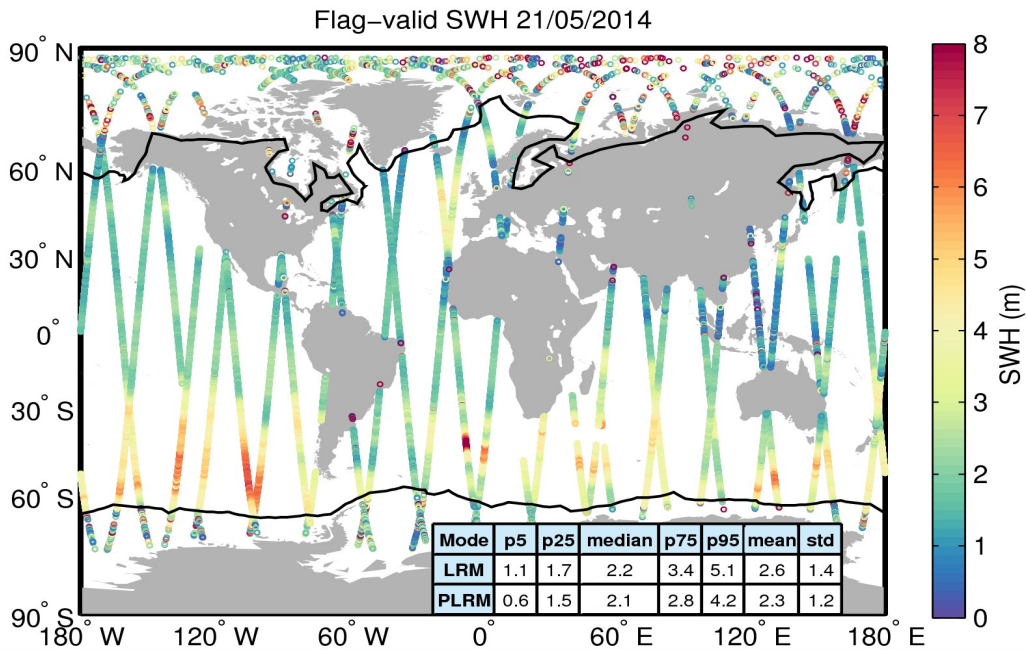 Flag−valid SWH 21/05/2014
90° N
60° N
30° N
0°
30° S
60° S
90° S
180° W
120° W
60° W
0°
60° E
120° E
180° E
8
7
6
5
4
3
2
1
0
SWH (m)
Mode p5 p25 median p75 p95 mean std
LRM 1.1 1.7 2.2 3.4 5.1 2.6 1.4
PLRM 0.6 1.5 2.1 2.8 4.2 2.3 1.2